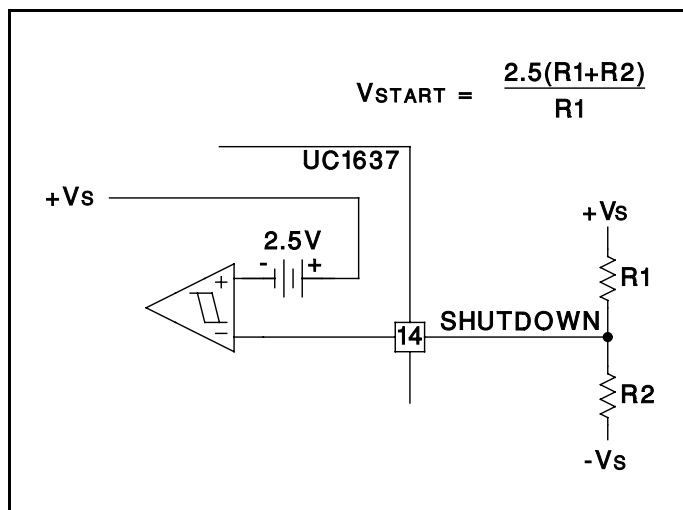 VSTART = 2.5(R1+R2)
R1
UC1637
+Vs
2.5V
- +
+
-
14
SHUTDOWN
+Vs
R1
R2
-Vs